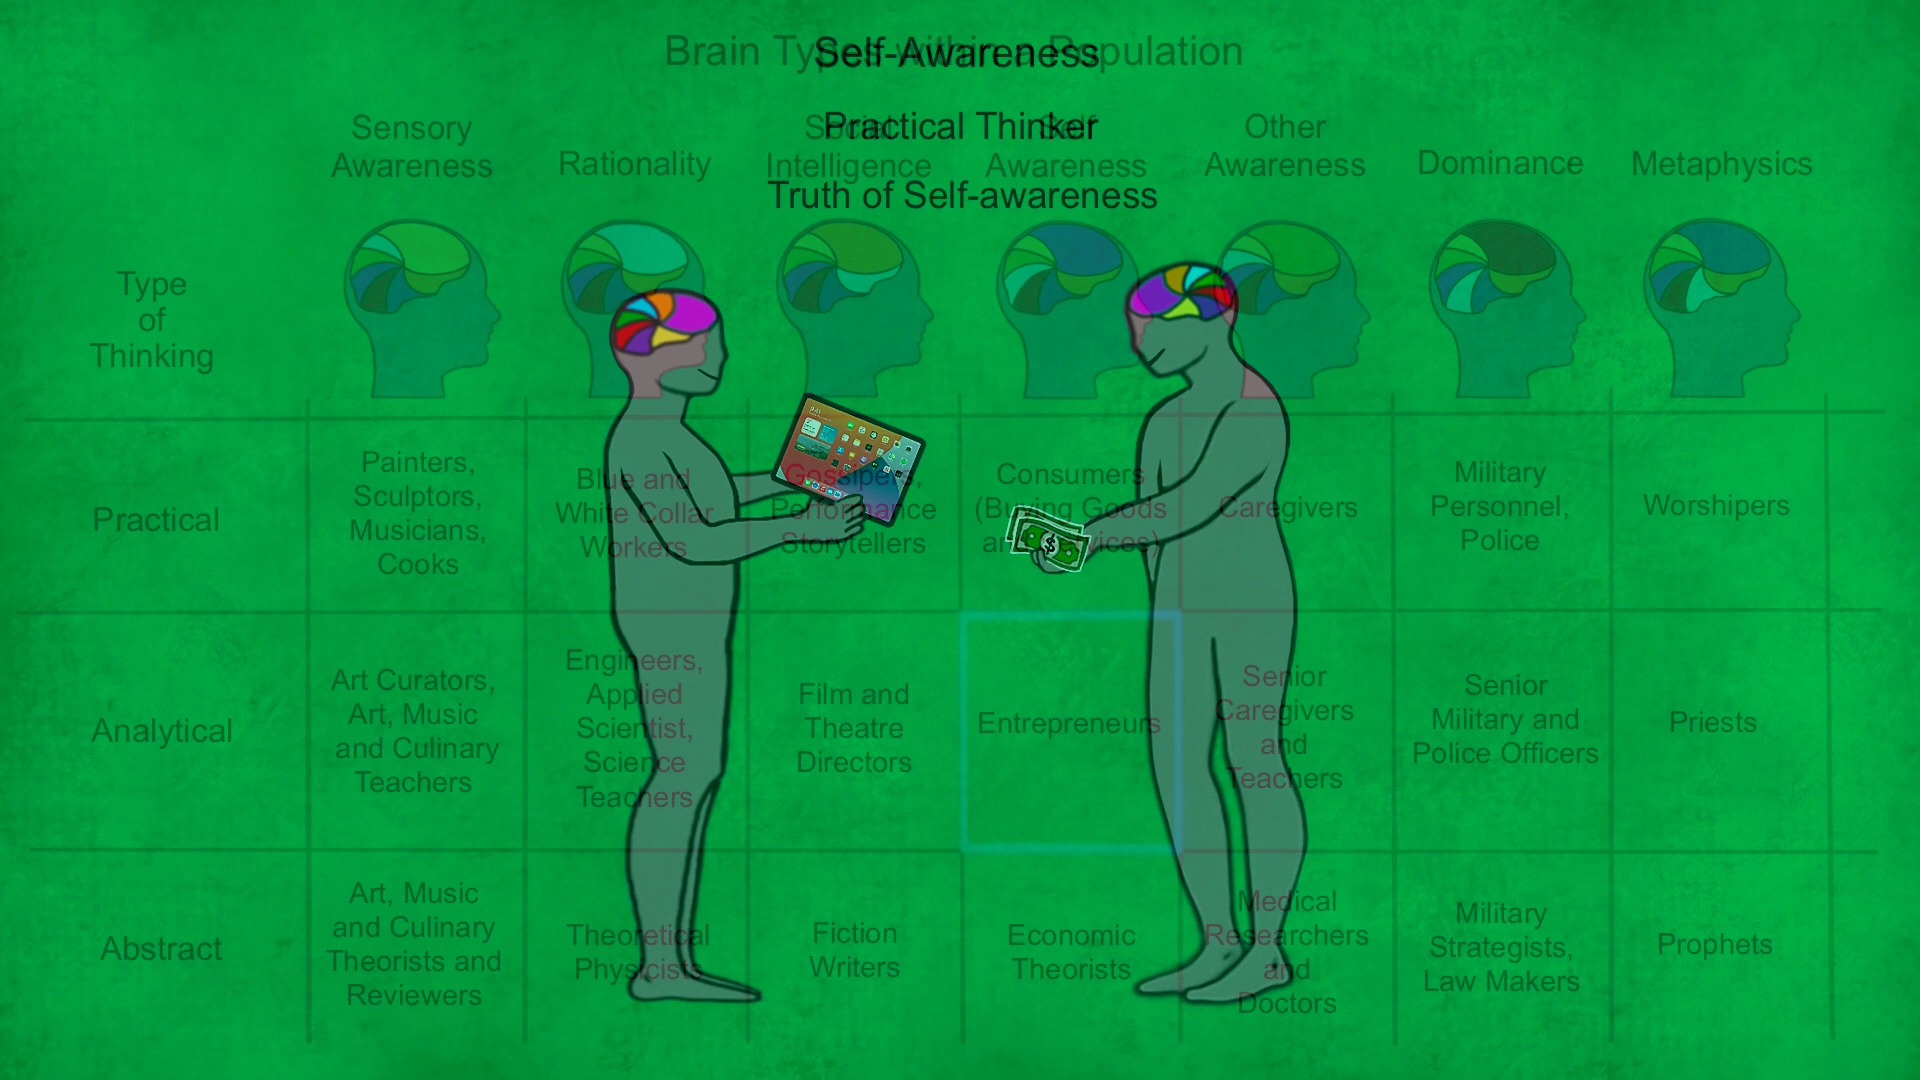 Brain Types within a Population
Self-Awareness
Practical Thinker
Truth of Self-awareness
Sensory
Awareness
Rationality
Social
Intelligence
Self
Awareness
Other
Awareness
Dominance
Metaphysics
Type
of
Thinking
Practical
Painters,
Sculptors,
Musicians,
Cooks
Blue and
White Collar
Workers
Gossipers,
Performance
Storytellers
Consumers
(Buying Goods
and Services)
Caregivers
Military
Personnel,
Police
Worshipers
Analytical
Art Curators,
Art, Music
and Culinary
Teachers
Engineers,
Applied
Scientist,
Science
Teachers
Film and
Theatre
Directors
Entrepreneurs
Senior
Caregivers
and
Teachers
Senior
Military and
Police Officers
Priests
Abstract
Art, Music
and Culinary
Theorists and
Reviewers
Theoretical
Physicists
Fiction
Writers
Economic
Theorists
Medical
Researchers
and
Doctors
Military
Strategists,
Law Makers
Prophets
$